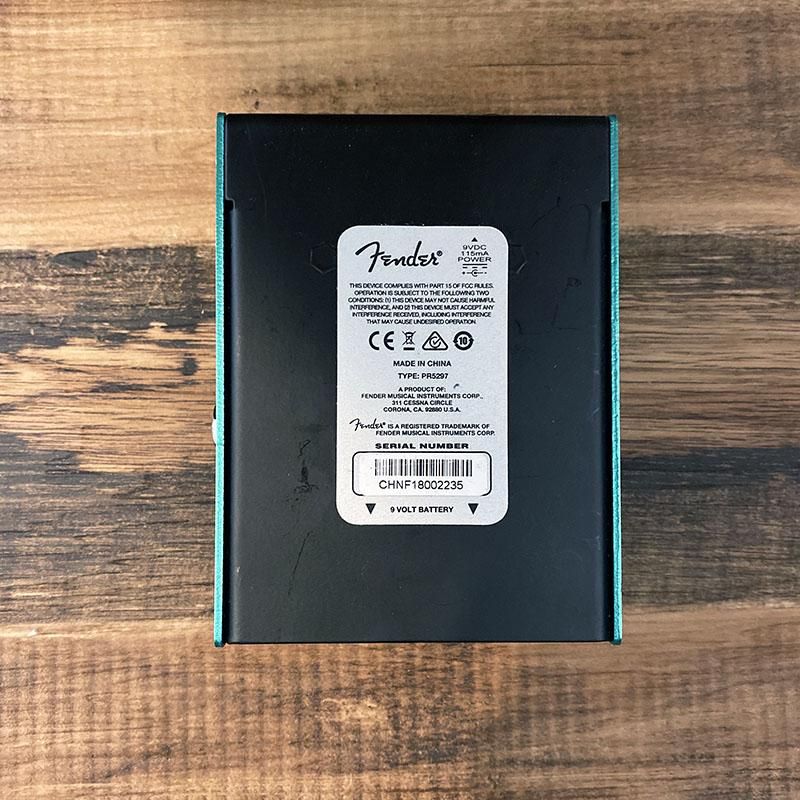 Fender®
9VDC
115mA
POWER
THIS DEVICE COMPLIES WITH PART 15 OF FCC RULES.
OPERATION IS SUBJECT TO THE FOLLOWING TWO
CONDITIONS: (1) THIS DEVICE MAY NOT CAUSE HARMFUL
INTERFERENCE, AND (2) THIS DEVICE MUST ACCEPT ANY
INTERFERENCE RECEIVED, INCLUDING INTERFERENCE
THAT MAY CAUSE UNDESIRED OPERATION.
CE 10
MADE IN CHINA
TYPE: PR5297
A PRODUCT OF:
FENDER MUSICAL INSTRUMENTS CORP.,
311 CESSNA CIRCLE
CORONA, CA. 92880 U.S.A.
Fender® IS A REGISTERED TRADEMARK OF
FENDER MUSICAL INSTRUMENTS CORP.
SERIAL NUMBER
CHNF18002235
9 VOLT BATTERY